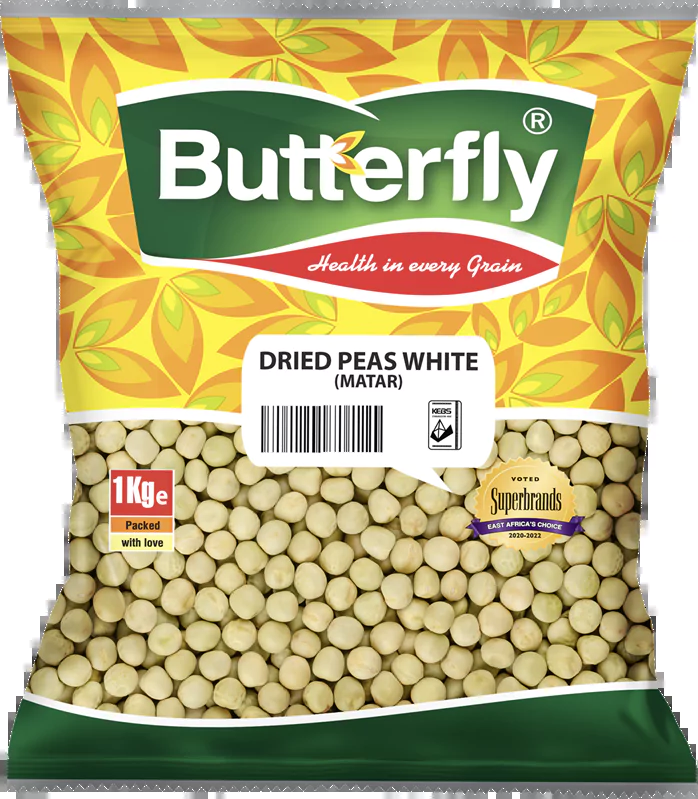 Butterfly®
Health in every Grain
DRIED PEAS WHITE
(MATAR)
KEBS
1Kg e
Packed
with love
VOTED
Superbrands
EAST AFRICA'S CHOICE
2020-2022